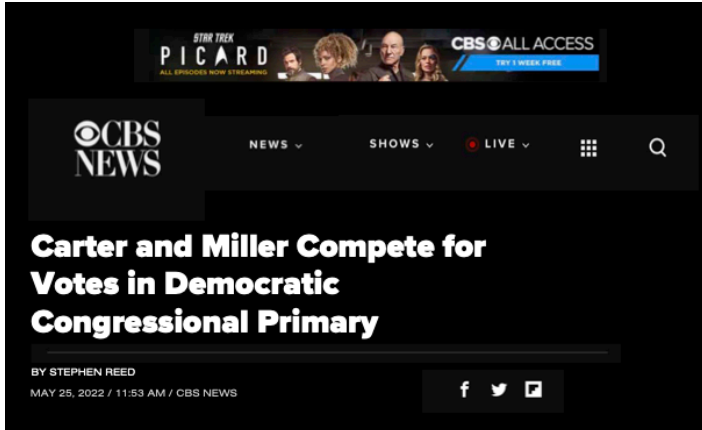 STAR TREK
PICARD
ALL EPISODES NOW STREAMING
CBS ALL ACCESS
TRY 1 WEEK FREE
CBS
NEWS
NEWS
SHOWS
LIVE
Carter and Miller Compete for
Votes in Democratic
Congressional Primary
BY STEPHEN REED
MAY 25, 2022 / 11:53 AM / CBS NEWS